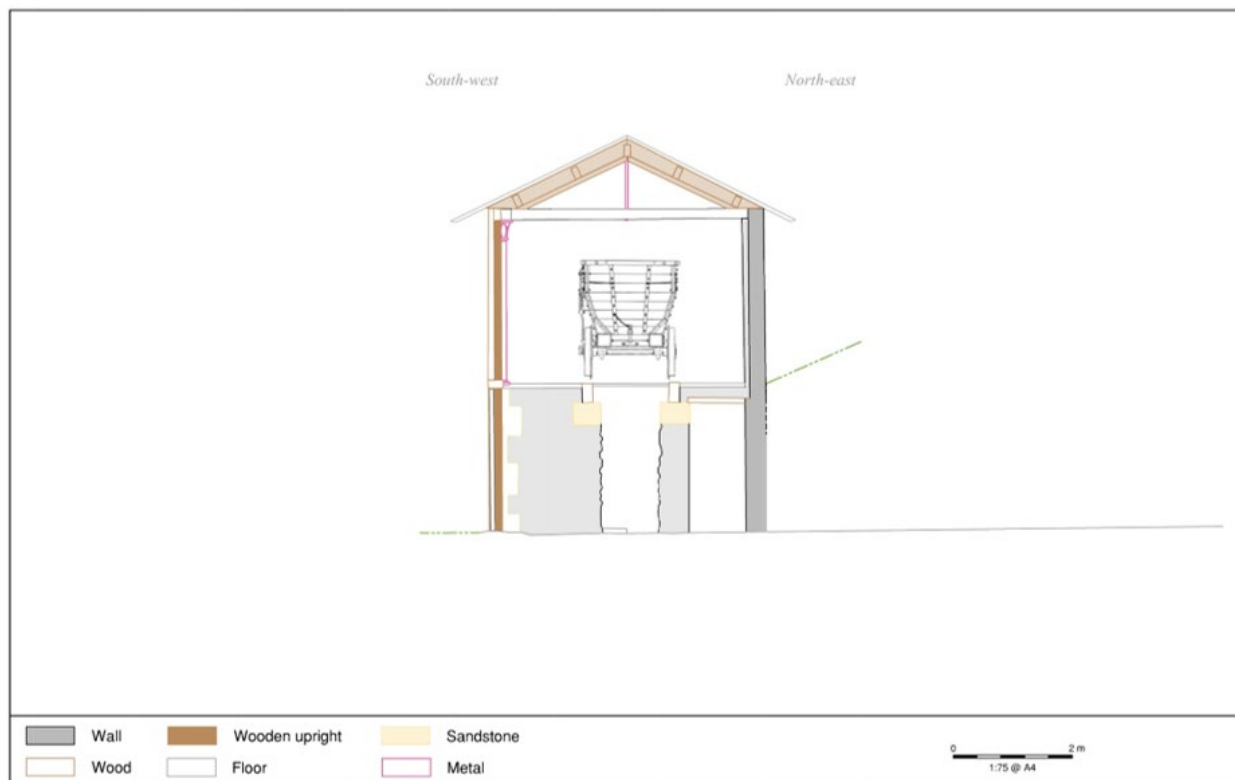 South-west
North-east
Wall
Wooden upright
Sandstone
Wood
Floor
Metal
0
2 m
1:75 @ A4